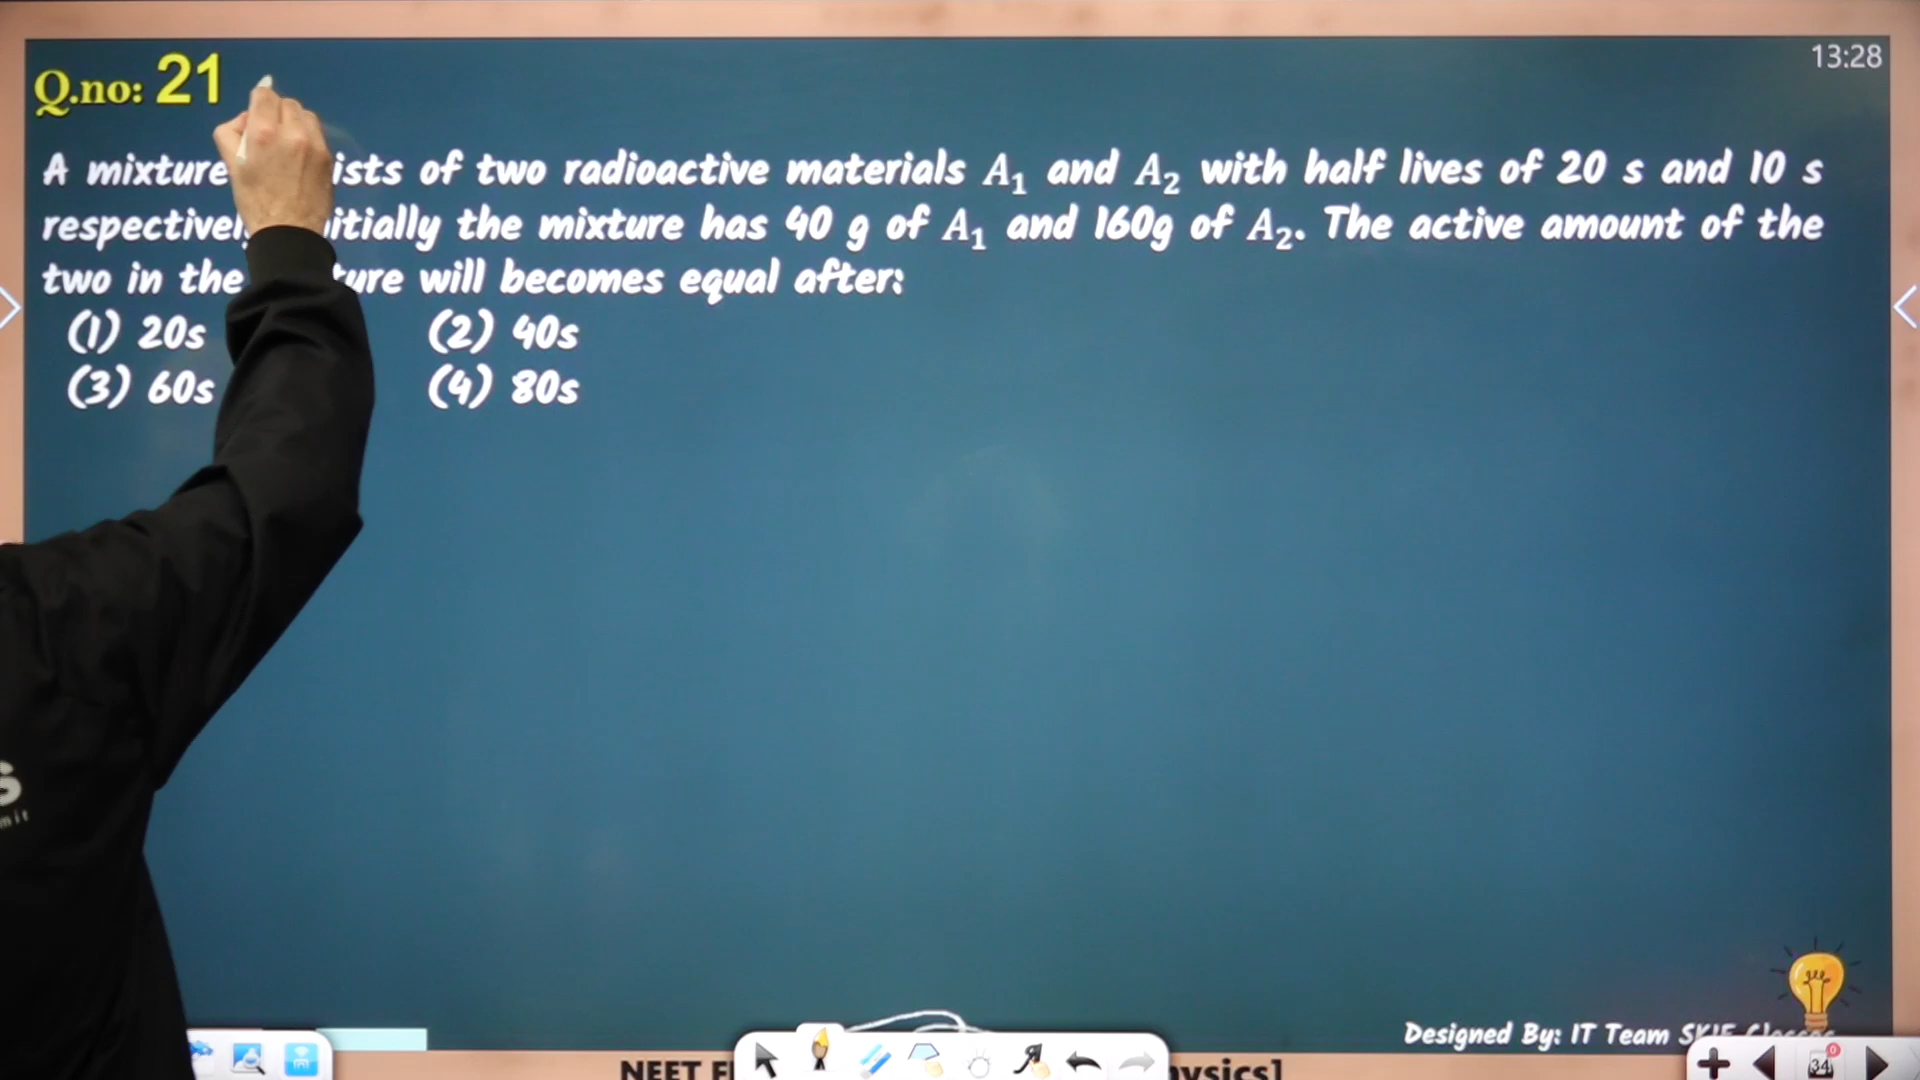 Q.no: 21
13:28
A mixture ists of two radioactive materials A₁ and A₂ with half lives of 20 s and 10 s
itially the mixture has 40 g of A₁ and 160g of A₂. The active amount of the
two in the ture will becomes equal after:
(1) 20s (2) 40s
(3) 60s (4) 80s
Designed By: IT Team
NEET
34
0